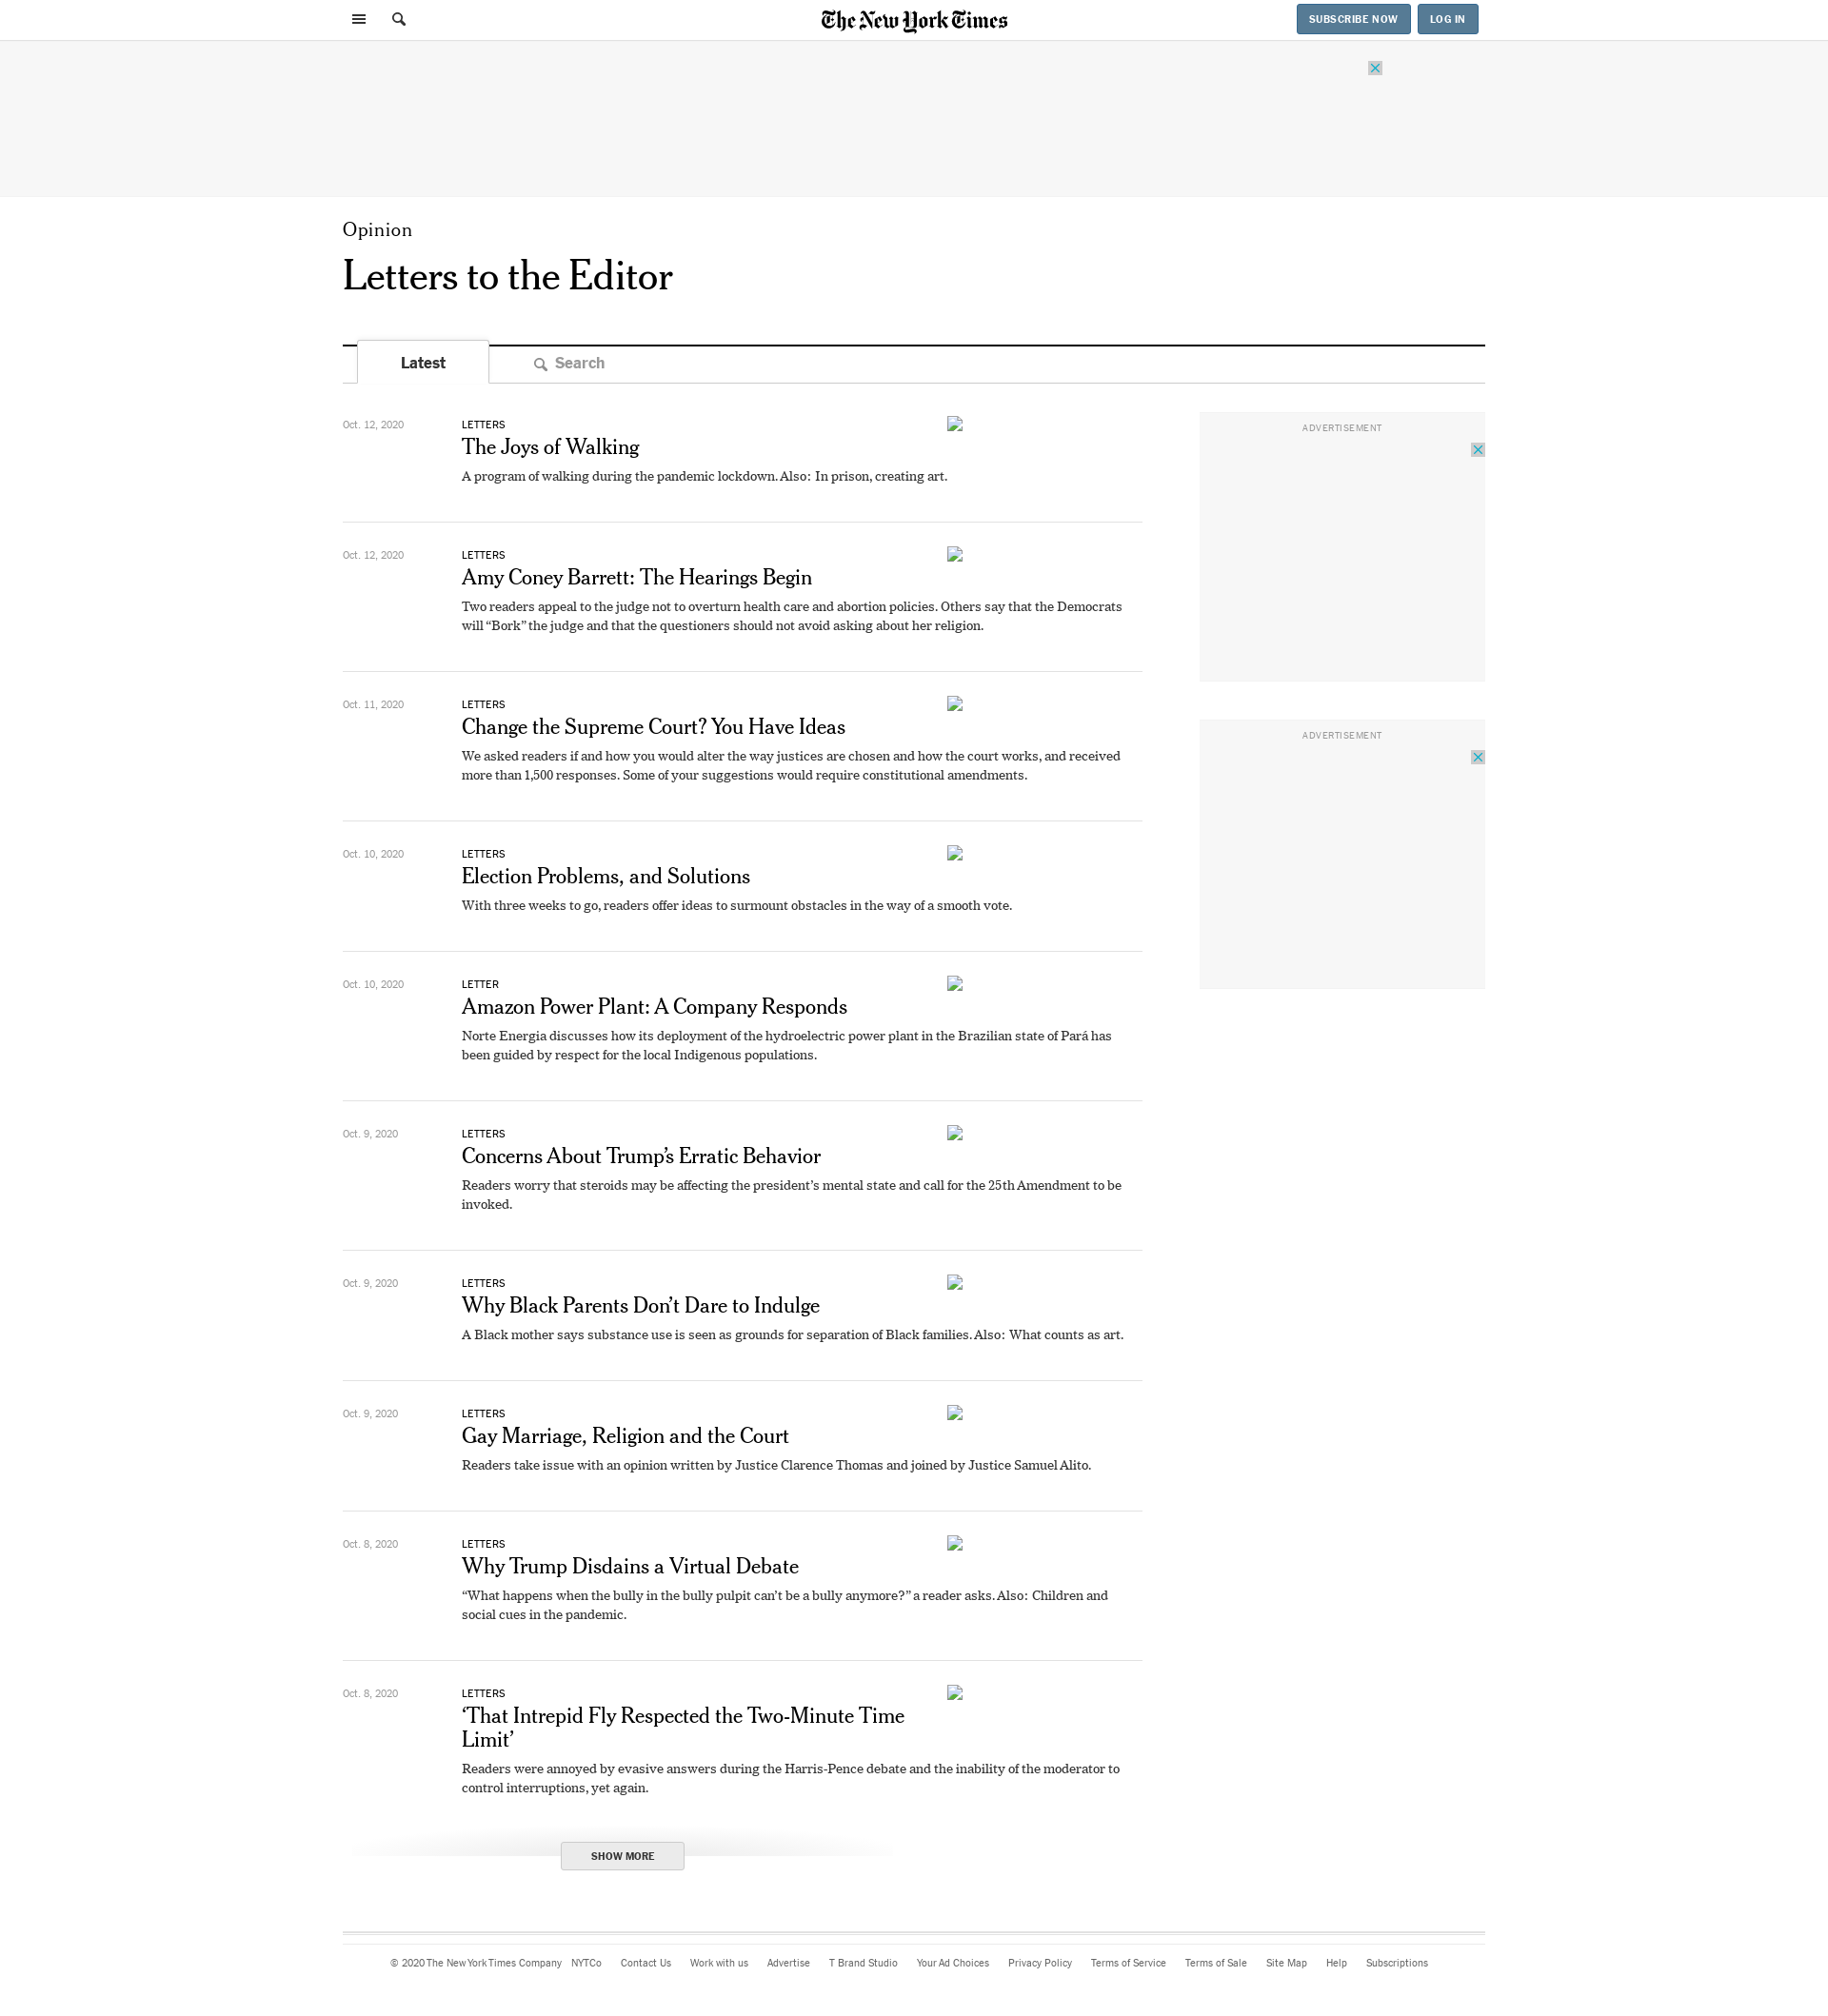 The New York Times
SUBSCRIBE NOW
LOG IN
Opinion
Letters to the Editor
Latest
Search
Oct. 12, 2020
LETTERS
The Joys of Walking
A program of walking during the pandemic lockdown. Also: In prison, creating art.
ADVERTISEMENT
Oct. 12, 2020
LETTERS
Amy Coney Barrett: The Hearings Begin
Two readers appeal to the judge not to overturn health care and abortion policies. Others say that the Democrats
will “Bork” the judge and that the questioners should not avoid asking about her religion.
Oct. 11, 2020
LETTERS
Change the Supreme Court? You Have Ideas
We asked readers if and how you would alter the way justices are chosen and how the court works, and received
more than 1,500 responses. Some of your suggestions would require constitutional amendments.
ADVERTISEMENT
Oct. 10, 2020
LETTERS
Election Problems, and Solutions
With three weeks to go, readers offer ideas to surmount obstacles in the way of a smooth vote.
Oct. 10, 2020
LETTER
Amazon Power Plant: A Company Responds
Norte Energia discusses how its deployment of the hydroelectric power plant in the Brazilian state of Pará has
been guided by respect for the local Indigenous populations.
Oct. 9, 2020
LETTERS
Concerns About Trump’s Erratic Behavior
Readers worry that steroids may be affecting the president’s mental state and call for the 25th Amendment to be
invoked.
Oct. 9, 2020
LETTERS
Why Black Parents Don’t Dare to Indulge
A Black mother says substance use is seen as grounds for separation of Black families. Also: What counts as art.
Oct. 9, 2020
LETTERS
Gay Marriage, Religion and the Court
Readers take issue with an opinion written by Justice Clarence Thomas and joined by Justice Samuel Alito.
Oct. 8, 2020
LETTERS
Why Trump Disdains a Virtual Debate
“What happens when the bully in the bully pulpit can’t be a bully anymore?” a reader asks. Also: Children and
social cues in the pandemic.
Oct. 8, 2020
LETTERS
‘That Intrepid Fly Respected the Two-Minute Time
Limit’
Readers were annoyed by evasive answers during the Harris-Pence debate and the inability of the moderator to
control interruptions, yet again.
SHOW MORE
© 2020 The New York Times Company NYTCo Contact Us Work with us Advertise T Brand Studio Your Ad Choices Privacy Policy Terms of Service Terms of Sale Site Map Help Subscriptions